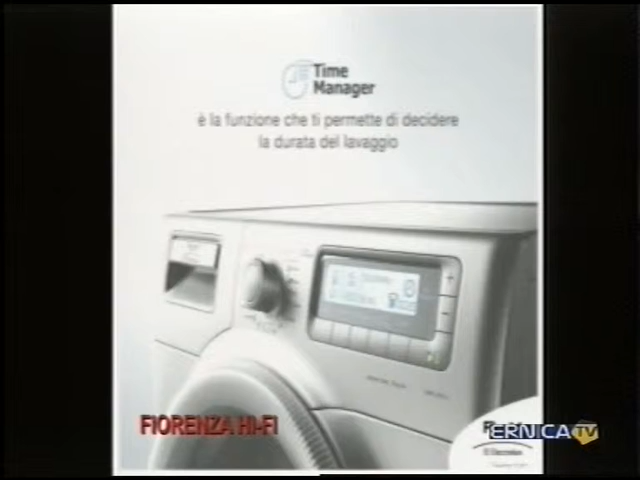 Time
Manager
è la funzione che ti permette di decidere
la durata del lavaggio
FIORENZA HI-FI
ERNICA TV